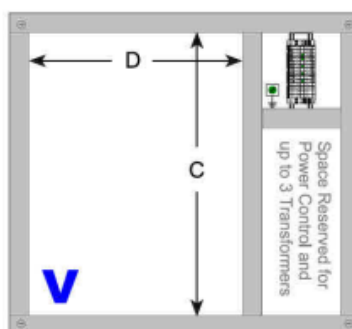 D
C
Space Reserved for
Power Control and
up to 3 Transformers
V